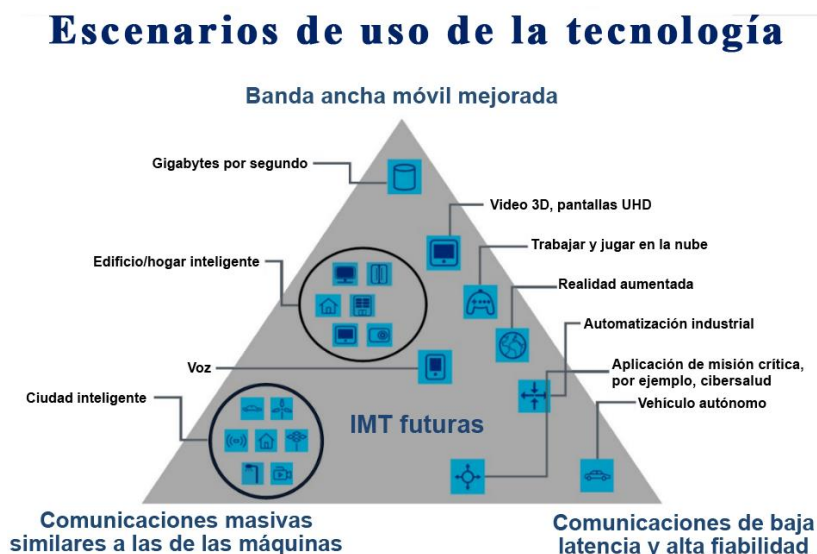 Escenarios de uso de la tecnología
Banda ancha móvil mejorada
Gigabytes por segundo
Video 3D, pantallas UHD
Trabajar y jugar en la nube
Edificio/hogar inteligente
Realidad aumentada
Automatización industrial
Voz
Aplicación de misión crítica,
por ejemplo, cibersalud
Ciudad inteligente
Vehículo autónomo
IMT futuras
Comunicaciones masivas
similares a las de las máquinas
Comunicaciones de baja
latencia y alta fiabilidad